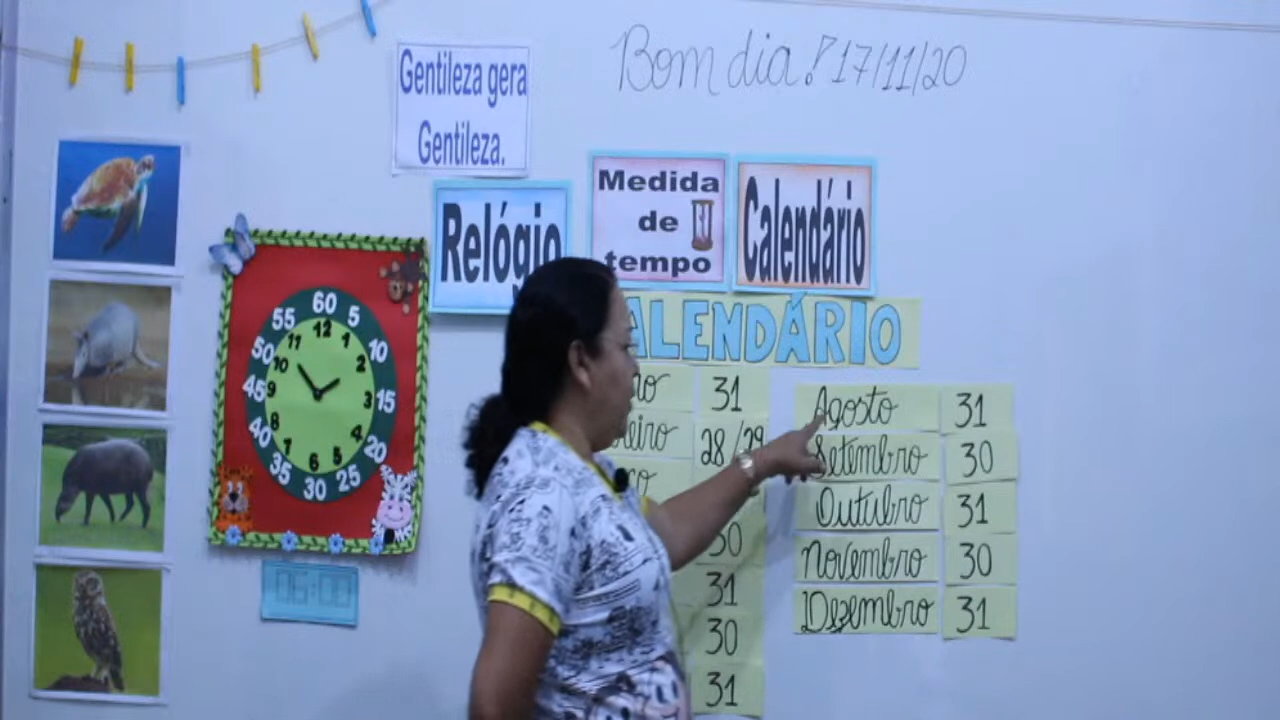 Bom dia! 17/11/20
Gentileza gera
Gentileza.
Relógio
Medida
de
tempo
Calendário
ALENDÁRIO
31
28/29
30
31
30
31
Agosto 31
Setembro 30
Outubro 31
Novembro 30
Dezembro 31
60
55 5
50 10
45 15
40 20
35 25
30
12
11 1
10 2
9 3
8 4
7 5
6
06:00